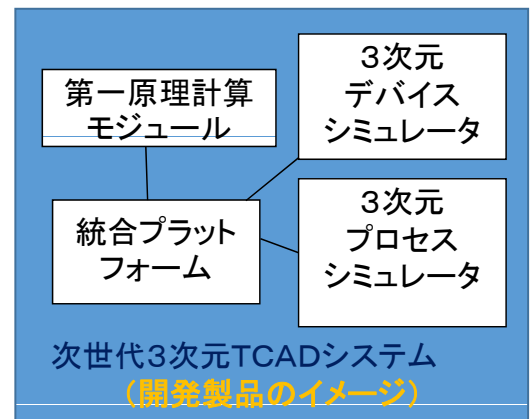 第一原理計算
モジュール
3次元
デバイス
シミュレータ
統合プラット
フォーム
3次元
プロセス
シミュレータ
次世代3次元TCADシステム
(開発製品のイメージ)